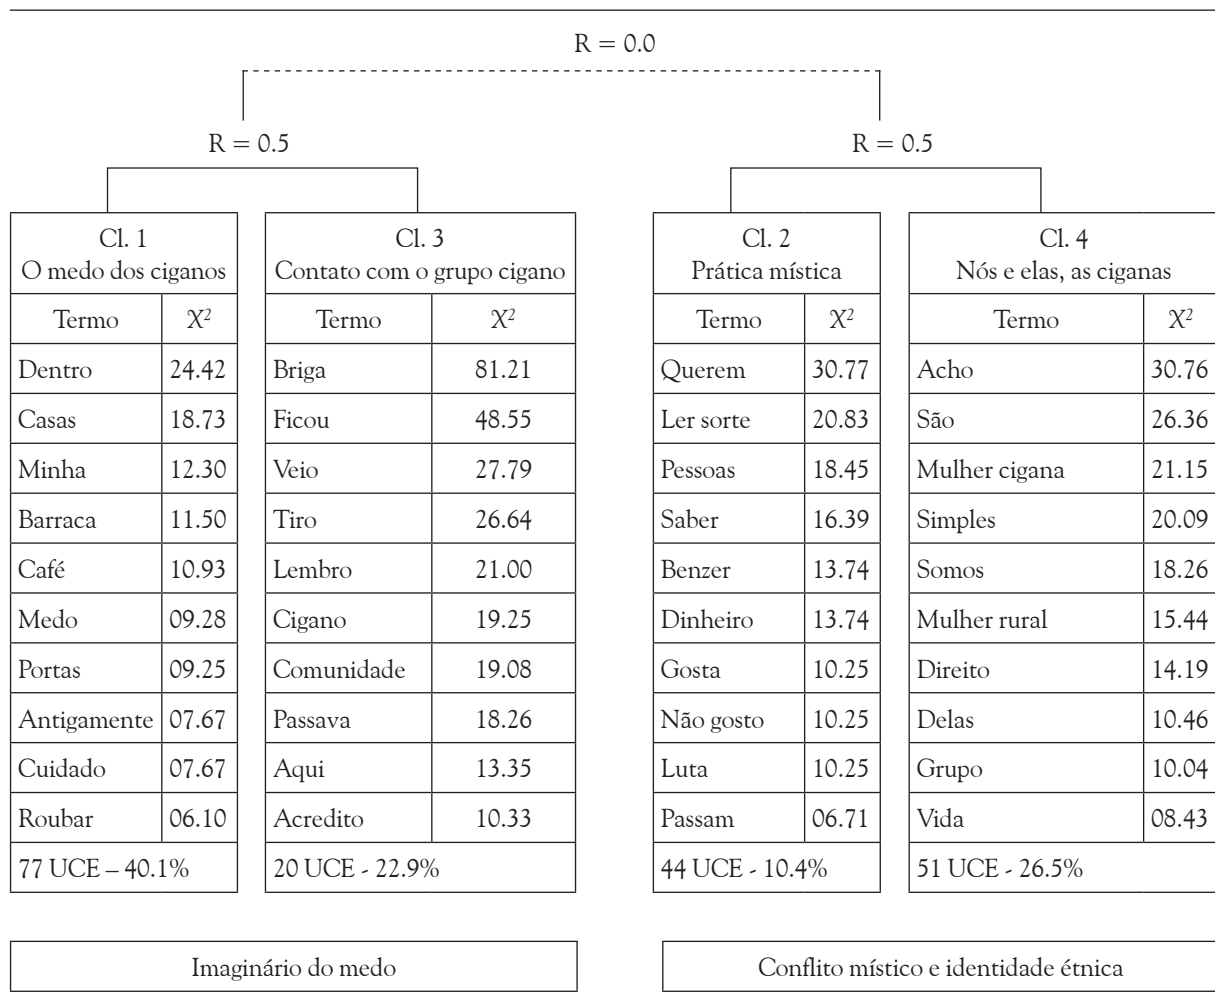 R = 0.0
R = 0.5
R = 0.5
Cl. 1
O medo dos ciganos
Termo X²
Dentro 24.42
Casas 18.73
Minha 12.30
Barraca 11.50
Café 10.93
Medo 09.28
Portas 09.25
Antigamente 07.67
Cuidado 07.67
Roubar 06.10
77 UCE – 40.1%
Cl. 3
Contato com o grupo cigano
Termo X²
Briga 81.21
Ficou 48.55
Veio 27.79
Tiro 26.64
Lembro 21.00
Cigano 19.25
Comunidade 19.08
Passava 18.26
Aqui 13.35
Acredito 10.33
20 UCE - 22.9%
Cl. 2
Prática mística
Termo X²
Querem 30.77
Ler sorte 20.83
Pessoas 18.45
Saber 16.39
Benzer 13.74
Dinheiro 13.74
Gosta 10.25
Não gosto 10.25
Luta 10.25
Passam 06.71
44 UCE - 10.4%
Cl. 4
Nós e elas, as ciganas
Termo X²
Acho 30.76
São 26.36
Mulher cigana 21.15
Simples 20.09
Somos 18.26
Mulher rural 15.44
Direito 14.19
Delas 10.46
Grupo 10.04
Vida 08.43
51 UCE - 26.5%
Imaginário do medo
Conflito místico e identidade étnica